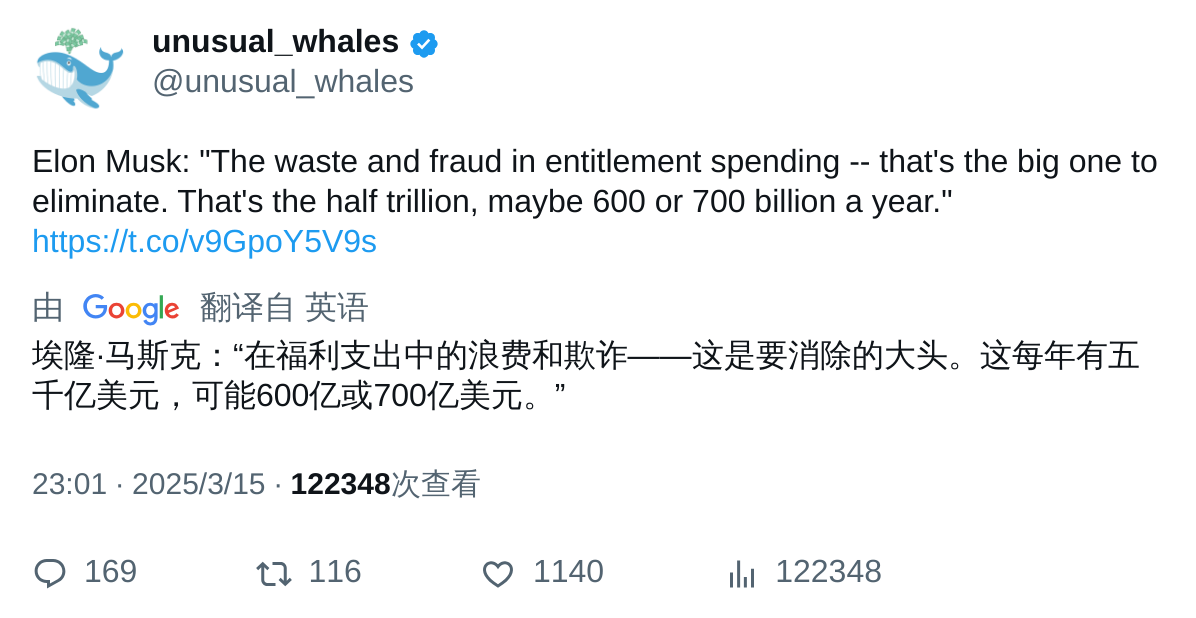 unusual_whales
@unusual_whales
Elon Musk: "The waste and fraud in entitlement spending -- that's the big one to
eliminate. That's the half trillion, maybe 600 or 700 billion a year."
https://t.co/v9GpoY5V9s
由 Google 翻译自 英语
埃隆·马斯克：“在福利支出中的浪费和欺诈——这是要消除的大头。这每年有五
千亿美元，可能600亿或700亿美元。”
23:01 · 2025/3/15 · 122348次查看
169 116 1140 122348